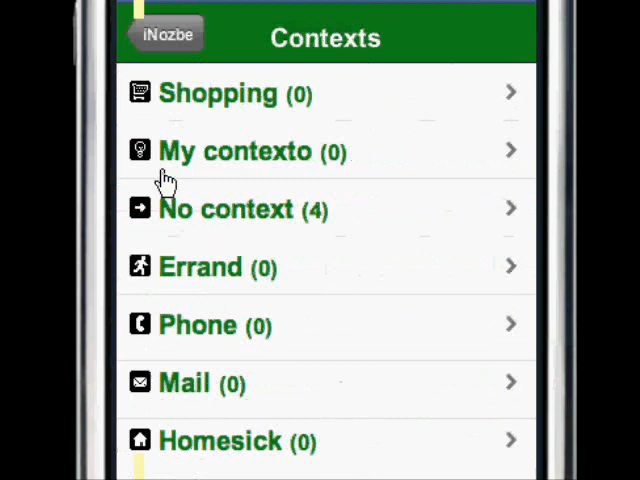 iNozbe
Contexts
Shopping (0)
My contexto (0)
No context (4)
Errand (0)
Phone (0)
Mail (0)
Homesick (0)